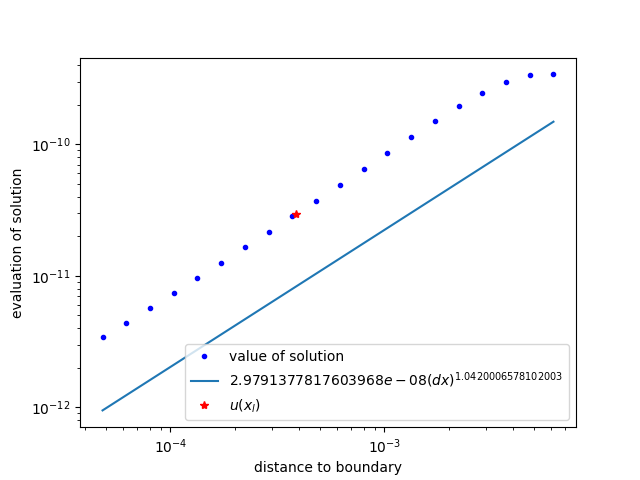 evaluation of solution
10^{-10}
10^{-11}
10^{-12}
value of solution
2.9791377817603968e − 08(dx)^{1.0420006578102003}
u(x_l)
10^{-4}
10^{-3}
distance to boundary